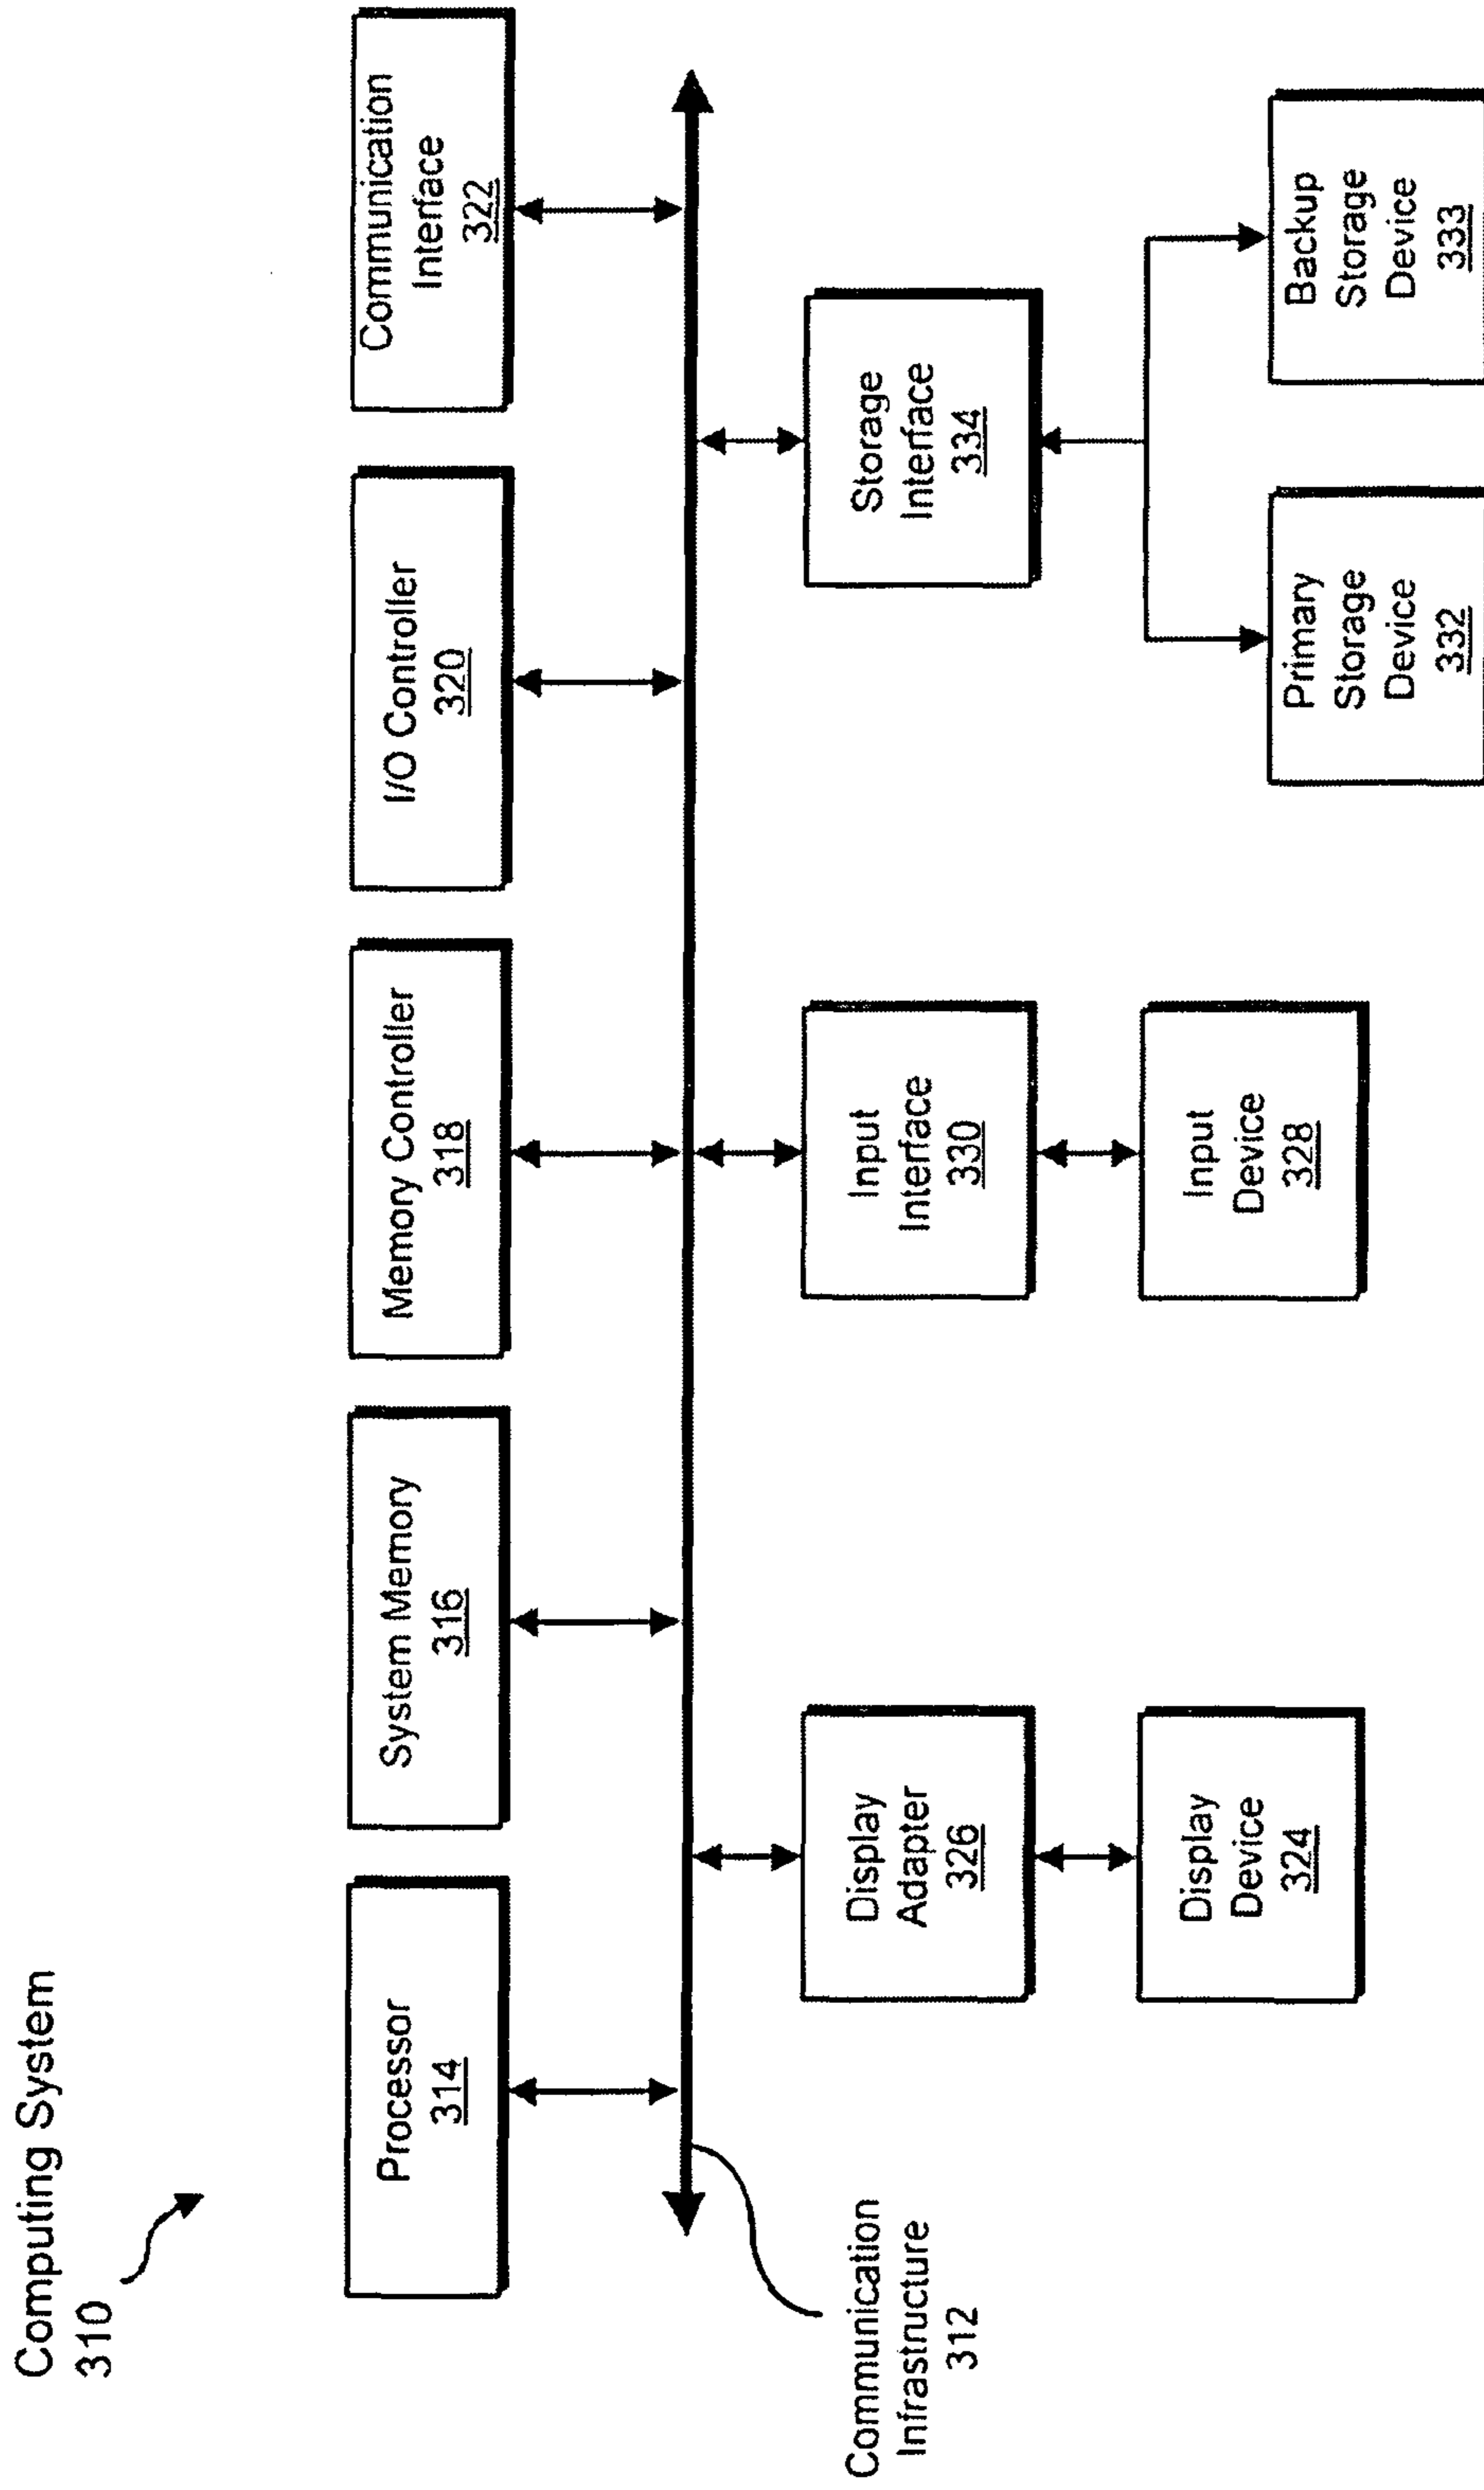 Computing System
310
Processor
314
System Memory
316
Memory Controller
318
I/O Controller
320
Communication
Interface
322
Communication
Infrastructure
312
Display
Adapter
326
Input
Interface
330
Storage
Interface
334
Display
Device
324
Input
Device
328
Primary
Storage
Device
332
Backup
Storage
Device
333